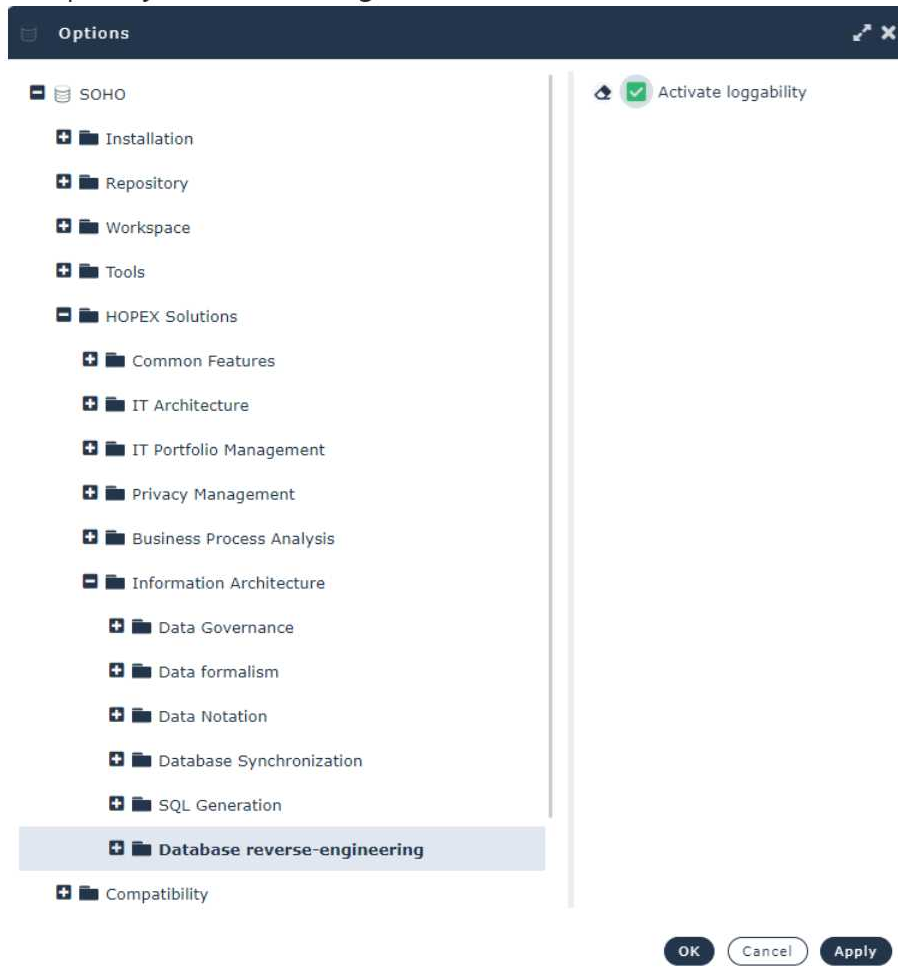 Options
SOHO
Installation
Repository
Workspace
Tools
HOPEX Solutions
Common Features
IT Architecture
IT Portfolio Management
Privacy Management
Business Process Analysis
Information Architecture
Data Governance
Data formalism
Data Notation
Database Synchronization
SQL Generation
Database reverse-engineering
Compatibility
Activate loggability
OK Cancel Apply